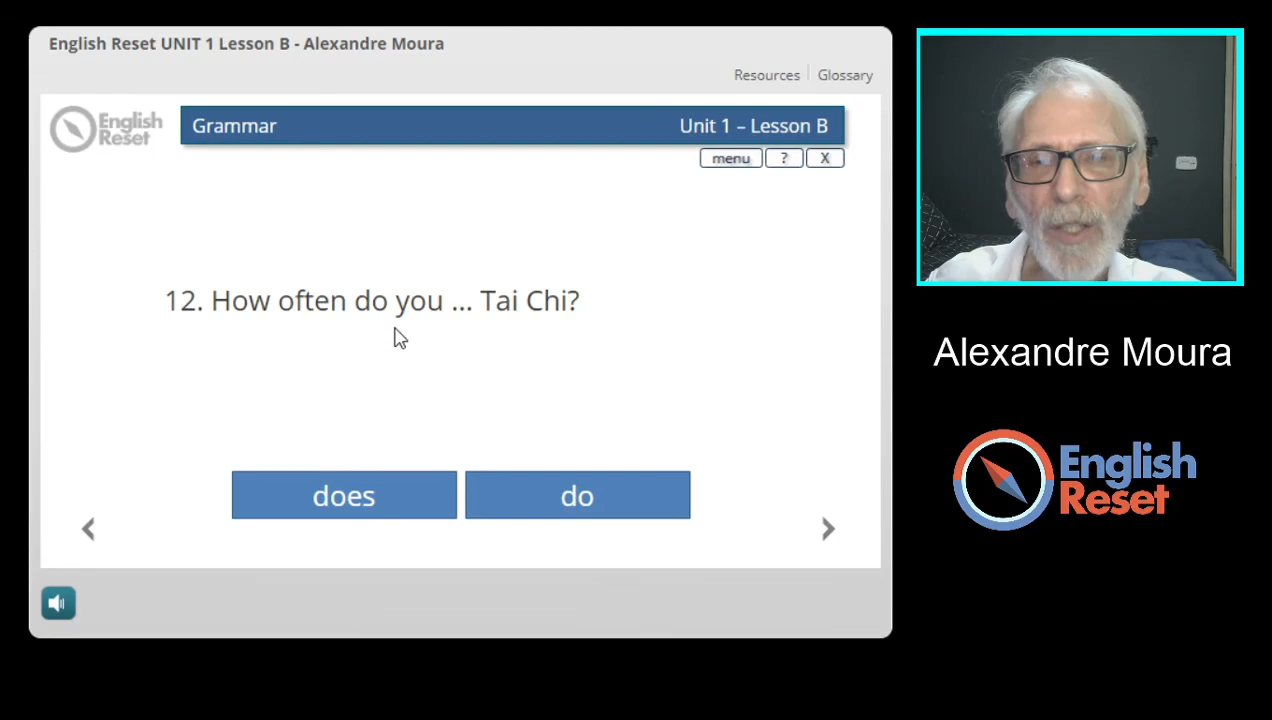 English Reset UNIT 1 Lesson B - Alexandre Moura
Resources
Glossary
English
Reset
Grammar
Unit 1 – Lesson B
menu
?
X
12. How often do you ... Tai Chi?
does
do
Alexandre Moura
English
Reset